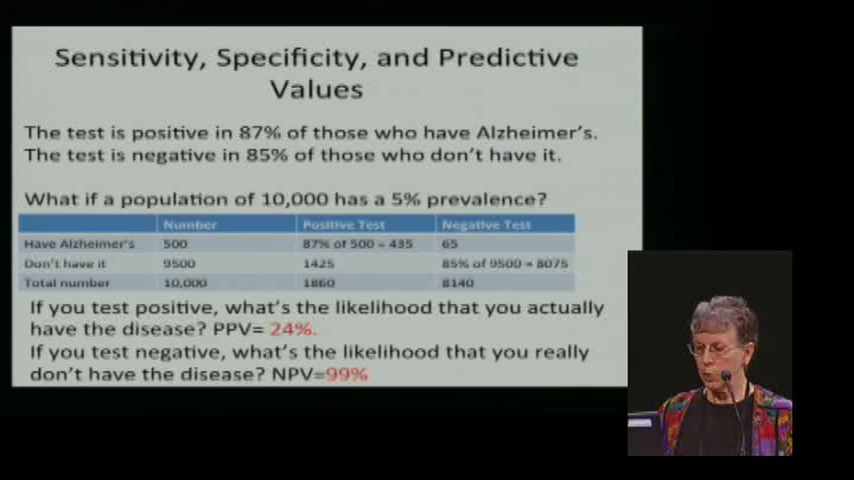 Sensitivity, Specificity, and Predictive
Values
The test is positive in 87% of those who have Alzheimer's.
The test is negative in 85% of those who don't have it.
What if a population of 10,000 has a 5% prevalence?
Number Positive Test Negative Test
Have Alzheimer's 500 87% of 500 = 435 65
Don't have it 9500 1425 85% of 9500 = 8075
Total number 10,000 1860 8140
If you test positive, what's the likelihood that you actually
have the disease? PPV= 24%.
If you test negative, what's the likelihood that you really
don't have the disease? NPV=99%